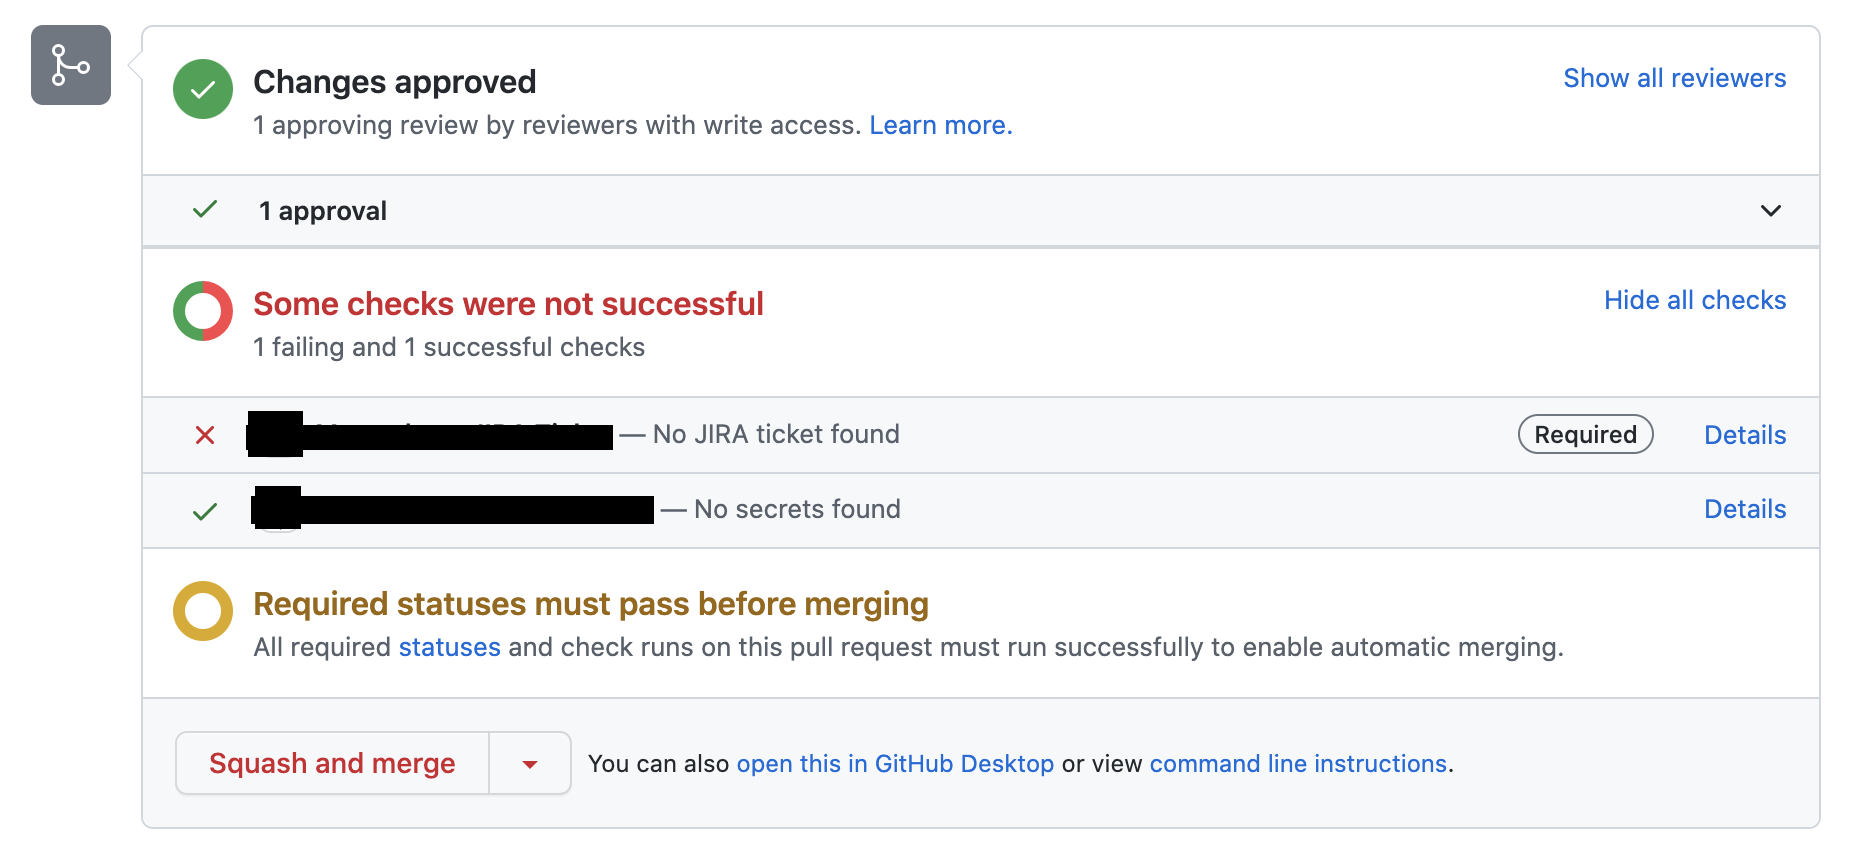 Changes approved
Show all reviewers
1 approving review by reviewers with write access. Learn more.
1 approval
Some checks were not successful
Hide all checks
1 failing and 1 successful checks
— No JIRA ticket found
Required
Details
— No secrets found
Details
Required statuses must pass before merging
All required statuses and check runs on this pull request must run successfully to enable automatic merging.
Squash and merge
You can also open this in GitHub Desktop or view command line instructions.